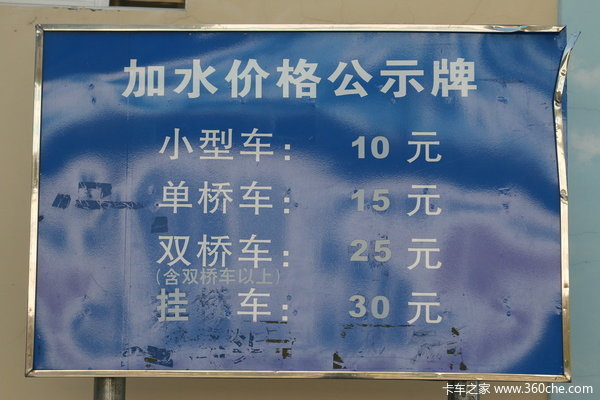 加水价格公示牌
小型车： 10 元
单桥车： 15 元
双桥车： 25 元
(含双桥车以上)
挂 车： 30 元
卡车之家 www.360che.com